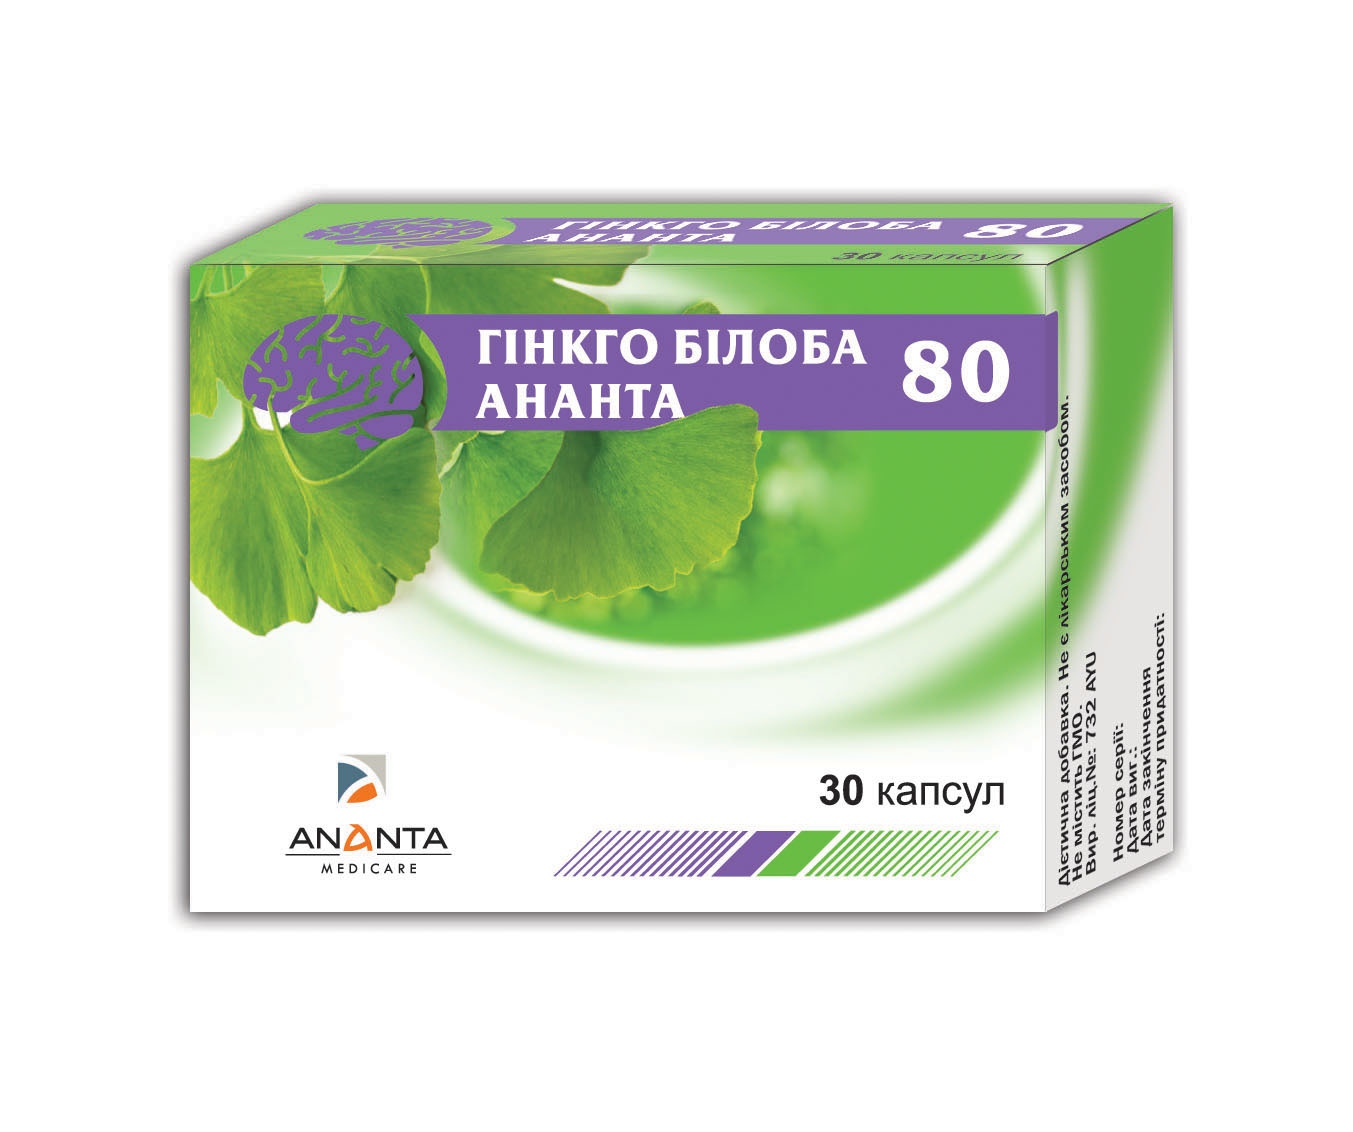 ГІНКГО БІЛОБА 80
АНАНТА
30 капсул
ГІНКГО БІЛОБА 80
АНАНТА
30 капсул
ANANTA
MEDICARE
Дієтична добавка. Не є лікарським засобом.
Не містить ГМО.
Вир. ліц.№: 732 AYU
Номер серії:
Дата виг.:
Дата закінчення
терміну придатності: